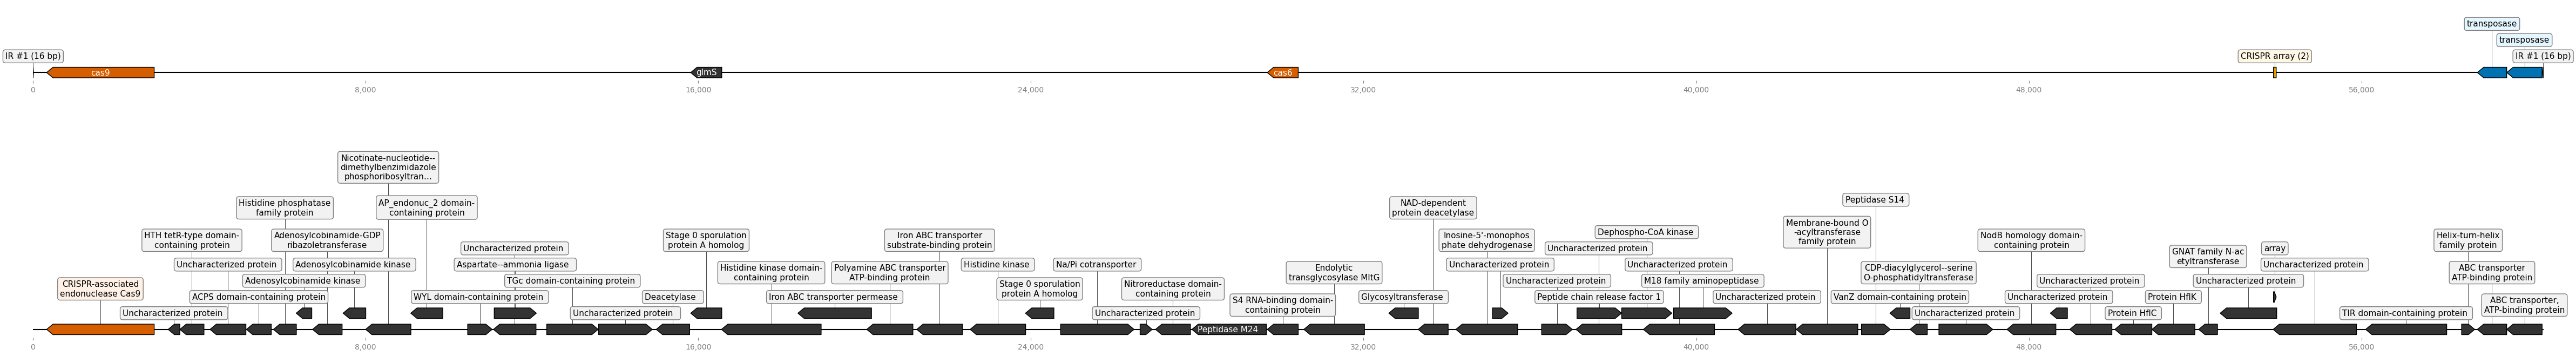 transposase
transposase
IR #1 (16 bp)
CRISPR array (2)
IR #1 (16 bp)
cas9
glmS
cas6
0
8,000
16,000
24,000
32,000
40,000
48,000
56,000
Nicotinate-nucleotide--
dimethylbenzimidazole
phosphoribosyltran...
Histidine phosphatase
family protein
AP_endonuc_2 domain-
containing protein
NAD-dependent
protein deacetylase
Peptidase S14
Membrane-bound O
-acyltransferase
family protein
HTH tetR-type domain-
containing protein
Adenosylcobinamide-GDP
ribazoletransferase
Uncharacterized protein
Stage 0 sporulation
protein A homolog
Iron ABC transporter
substrate-binding protein
Inosine-5'-monophos
phate dehydrogenase
Uncharacterized protein
Dephospho-CoA kinase
NodB homology domain-
containing protein
GNAT family N-ac
etyltransferase
array
Helix-turn-helix
family protein
Uncharacterized protein
Adenosylcobinamide kinase
Aspartate--ammonia ligase
Histidine kinase domain-
containing protein
Polyamine ABC transporter
ATP-binding protein
Histidine kinase
Na/Pi cotransporter
Endolytic
transglycosylase MltG
Uncharacterized protein
Uncharacterized protein
CDP-diacylglycerol--serine
O-phosphatidyltransferase
Uncharacterized protein
ABC transporter
ATP-binding protein
CRISPR-associated
endonuclease Cas9
Adenosylcobinamide kinase
TGc domain-containing protein
Stage 0 sporulation
protein A homolog
Nitroreductase domain-
containing protein
Uncharacterized protein
M18 family aminopeptidase
Uncharacterized protein
Uncharacterized protein
ACPS domain-containing protein
WYL domain-containing protein
Deacetylase
Iron ABC transporter permease
S4 RNA-binding domain-
containing protein
Glycosyltransferase
Peptide chain release factor 1
Uncharacterized protein
VanZ domain-containing protein
Uncharacterized protein
Protein HflK
ABC transporter,
ATP-binding protein
Uncharacterized protein
Uncharacterized protein
Uncharacterized protein
Uncharacterized protein
Protein HflC
TIR domain-containing protein
Peptidase M24
0
8,000
16,000
24,000
32,000
40,000
48,000
56,000